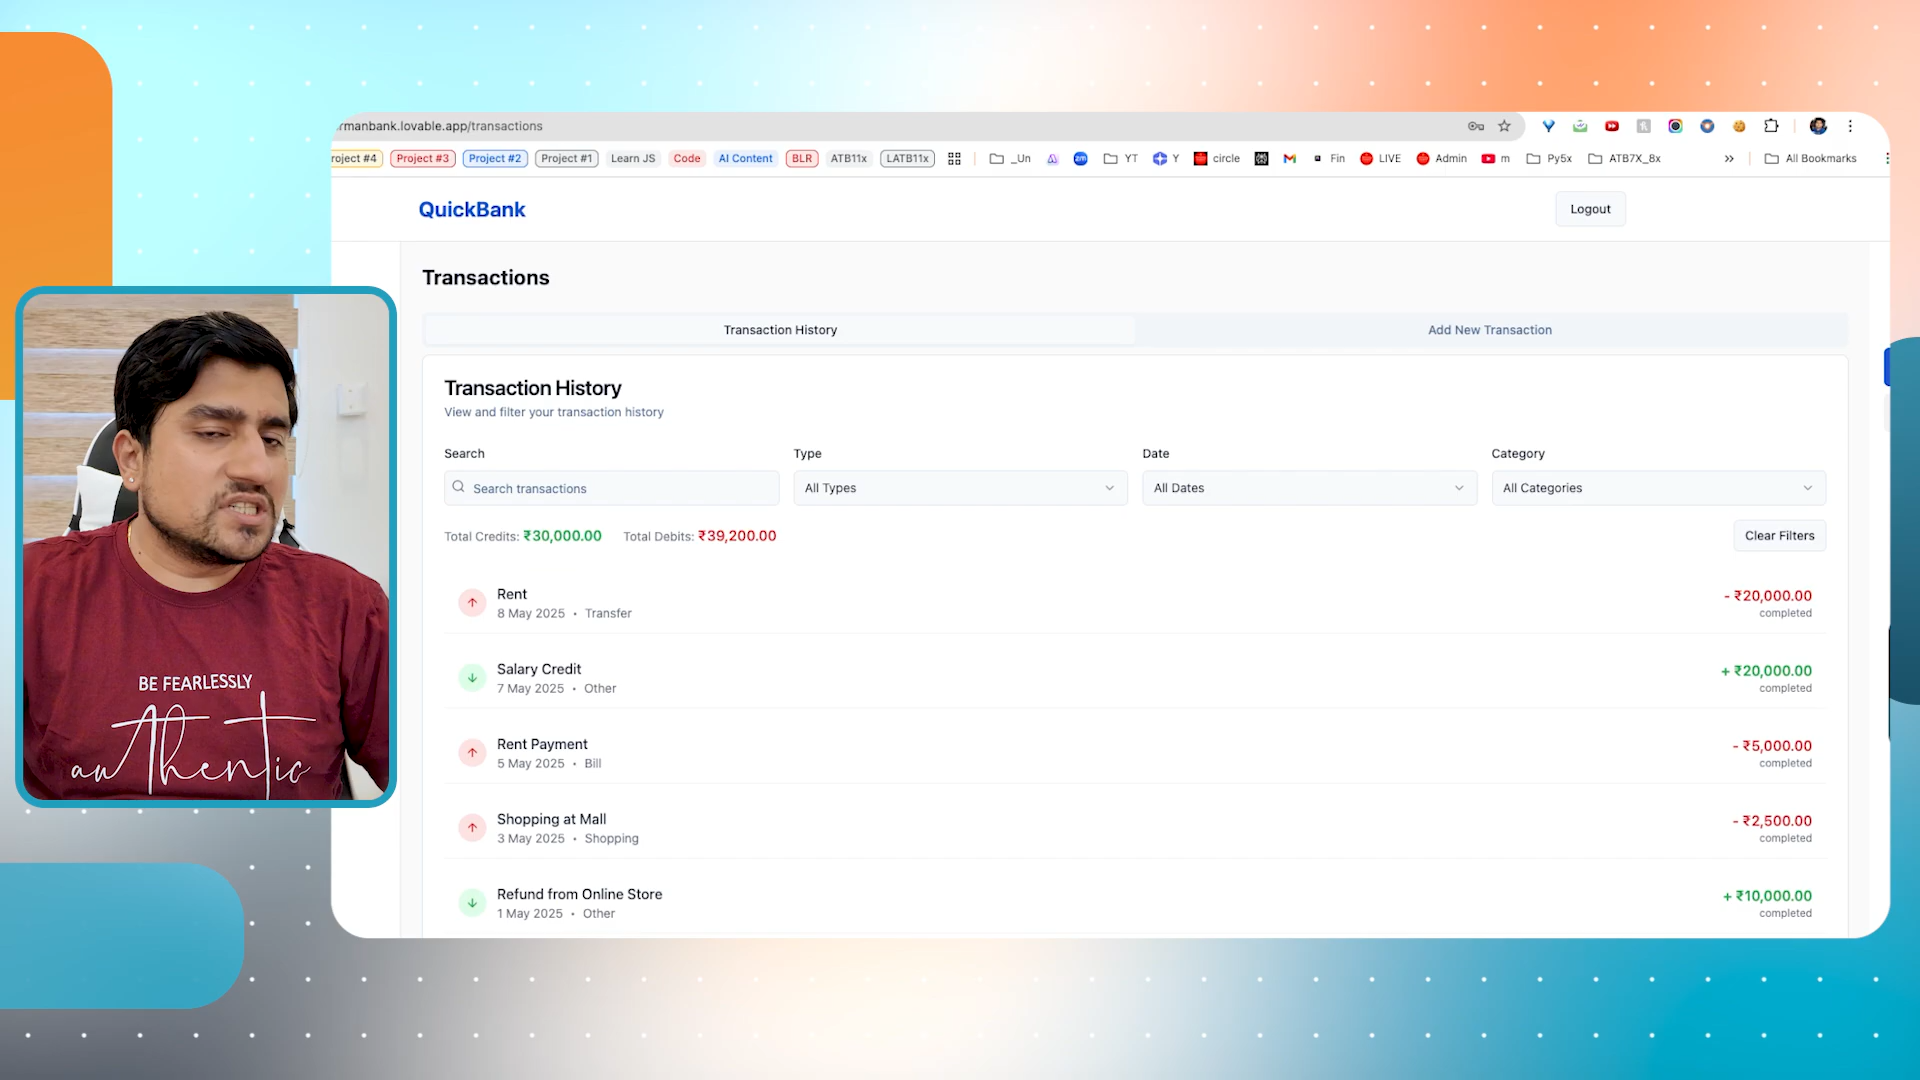 rmanbank.lovable.app/transactions
roject #4 Project #3 Project #2 Project #1 Learn JS Code AI Content BLR ATB11x LATB11x _Un zm YT Y circle Fin LIVE Admin m Py5x ATB7X_8x » All Bookmarks
QuickBank
Logout
Transactions
Transaction History
Add New Transaction
Transaction History
View and filter your transaction history
Search
Type
Date
Category
Search transactions
All Types
All Dates
All Categories
Total Credits: ₹30,000.00 Total Debits: ₹39,200.00
Clear Filters
Rent
- ₹20,000.00
8 May 2025 • Transfer
completed
Salary Credit
+ ₹20,000.00
7 May 2025 • Other
completed
Rent Payment
- ₹5,000.00
5 May 2025 • Bill
completed
Shopping at Mall
- ₹2,500.00
3 May 2025 • Shopping
completed
Refund from Online Store
+ ₹10,000.00
1 May 2025 • Other
completed
BE FEARLESSLY
authentic